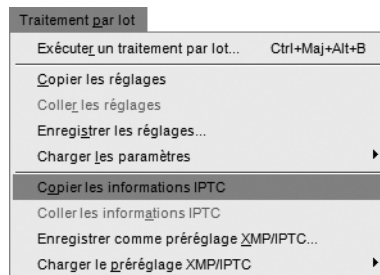 Traitement par lot
Exécuter un traitement par lot... Ctrl+Maj+Alt+B
Copier les réglages
Coller les réglages
Enregistrer les réglages...
Charger les paramètres
Copier les informations IPTC
Coller les informations IPTC
Enregistrer comme préréglage XMP/IPTC...
Charger le préréglage XMP/IPTC